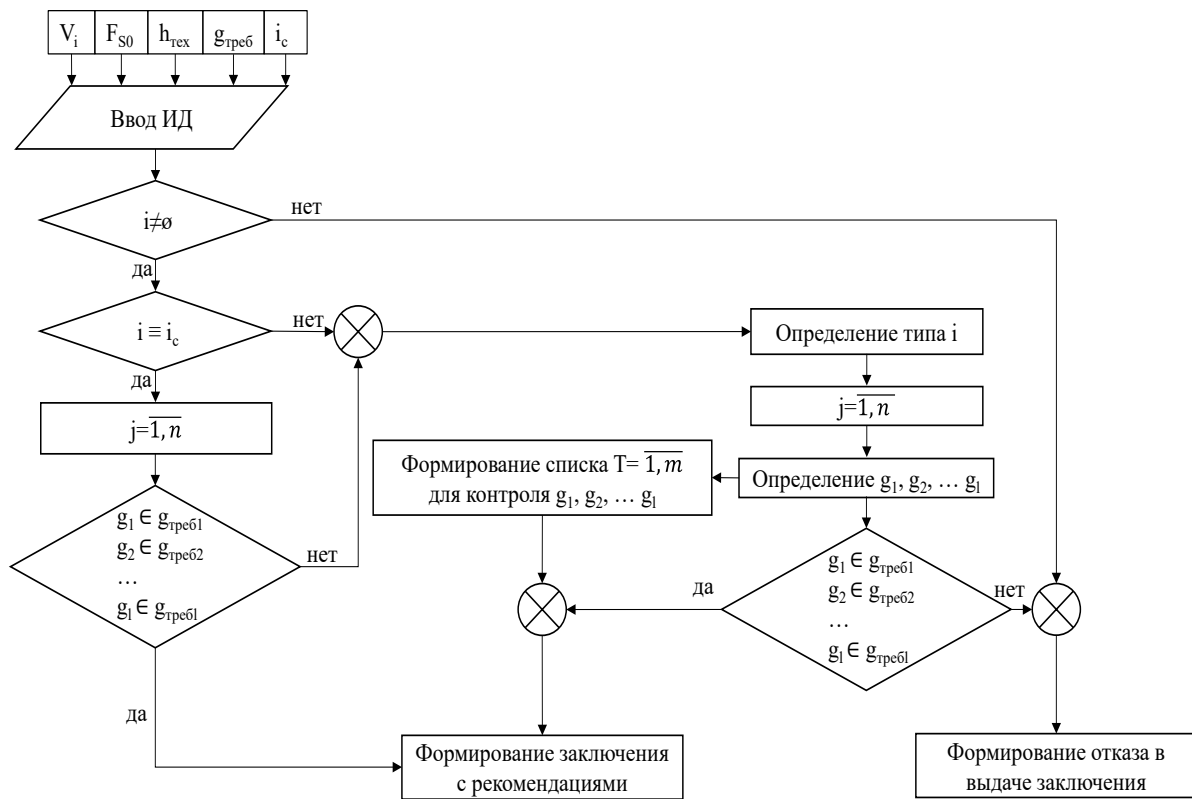 V_i F_S0 h_тех g_треб i_c
Ввод ИД
i≠ø
нет
да
i ≡ i_c
нет
Определение типа i
да
j=1,n
j=1,n
Формирование списка T= 1,m
для контроля g_1, g_2, … g_l
Определение g_1, g_2, … g_l
g_1 ∈ g_треб1
g_2 ∈ g_треб2
…
g_l ∈ g_требl
нет
да
g_1 ∈ g_треб1
g_2 ∈ g_треб2
…
g_l ∈ g_требl
нет
да
Формирование заключения
с рекомендациями
Формирование отказа в
выдаче заключения